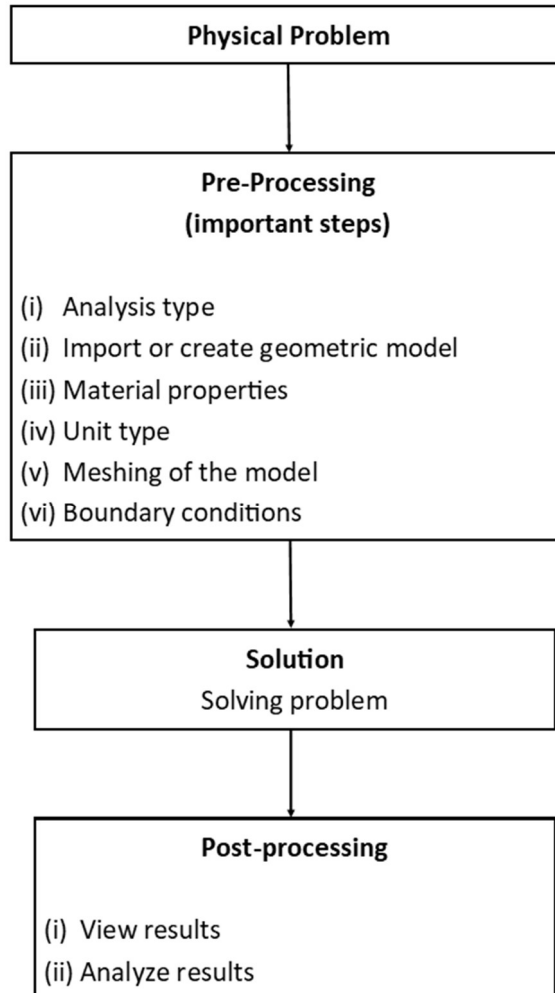 Physical Problem
Pre-Processing
(important steps)
(i) Analysis type
(ii) Import or create geometric model
(iii) Material properties
(iv) Unit type
(v) Meshing of the model
(vi) Boundary conditions
Solution
Solving problem
Post-processing
(i) View results
(ii) Analyze results